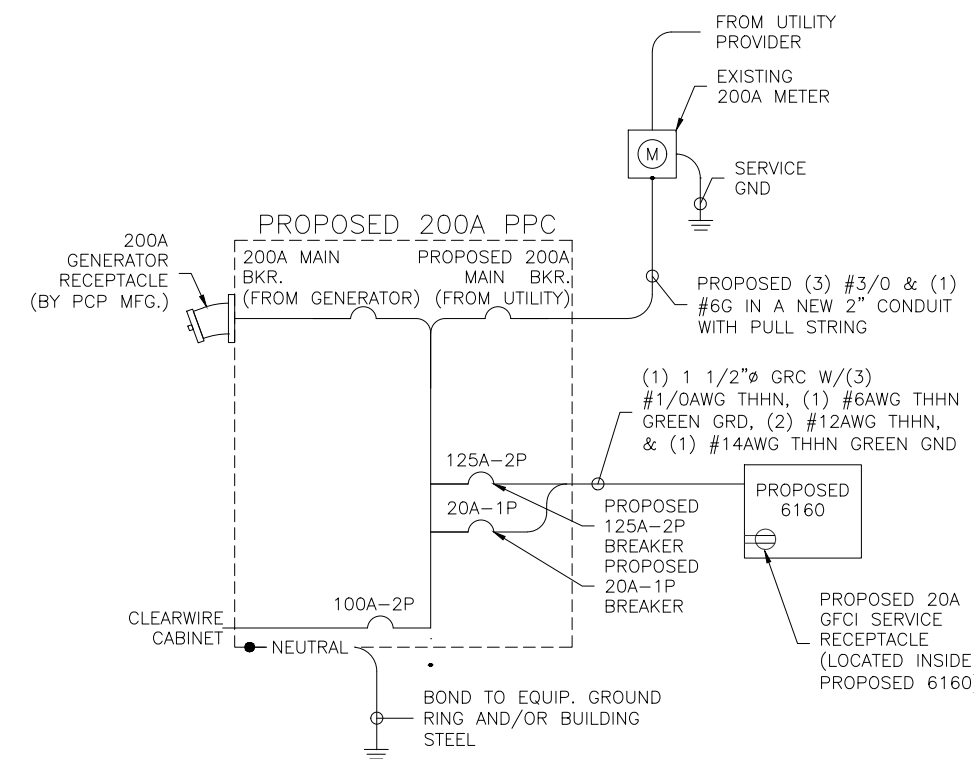 FROM UTILITY
PROVIDER
EXISTING
200A METER
M
SERVICE
GND
PROPOSED 200A PPC
200A
GENERATOR
RECEPTACLE
(BY PCP MFG.)
200A MAIN
BKR.
(FROM GENERATOR)
PROPOSED 200A
MAIN BKR.
(FROM UTILITY)
PROPOSED (3) #3/0 & (1)
#6G IN A NEW 2" CONDUIT
WITH PULL STRING
(1) 1 1/2"ø GRC W/(3)
#1/0AWG THHN, (1) #6AWG THHN
GREEN GRD, (2) #12AWG THHN,
& (1) #14AWG THHN GREEN GND
125A-2P
20A-1P
PROPOSED
125A-2P
BREAKER
PROPOSED
20A-1P
BREAKER
PROPOSED
6160
PROPOSED 20A
GFCI SERVICE
RECEPTACLE
(LOCATED INSIDE
PROPOSED 6160)
100A-2P
CLEARWIRE
CABINET
NEUTRAL
BOND TO EQUIP. GROUND
RING AND/OR BUILDING
STEEL